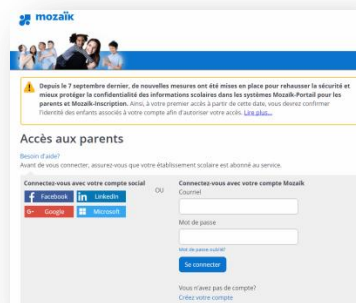 mozaïk
Depuis le 7 septembre dernier, de nouvelles mesures ont été mises en place pour rehausser la sécurité et
mieux protéger la confidentialité des informations scolaires dans les systèmes Mozaïk-Portail pour les
parents et Mozaïk-Inscription. Ainsi, à votre premier accès à partir de cette date, vous devrez confirmer
l'identité des enfants associés à votre compte afin d'autoriser votre accès. Lire plus...
Accès aux parents
Besoin d'aide?
Avant de vous connecter, assurez-vous que votre établissement scolaire est abonné au service.
Connectez-vous avec votre compte social
Facebook
LinkedIn
Google
Microsoft
OU
Connectez-vous avec votre compte Mozaïk
Courriel
Mot de passe
Mot de passe oublié?
Se connecter
Vous n'avez pas de compte?
Créez votre compte